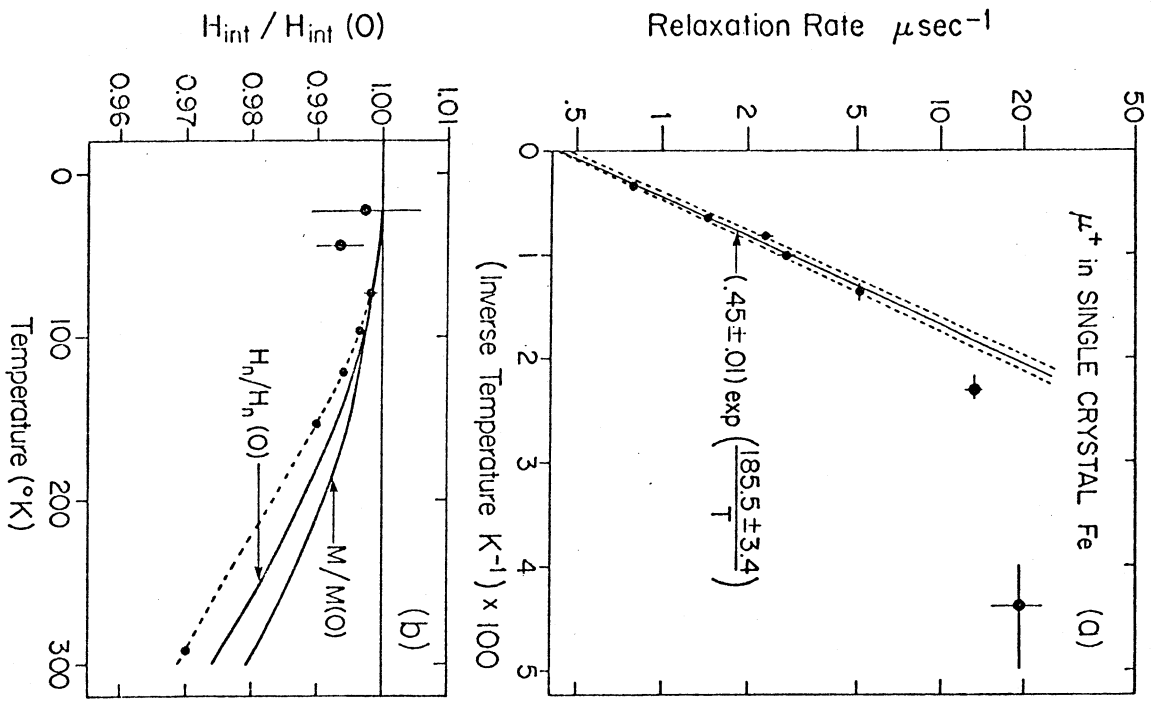 μ⁺ in SINGLE CRYSTAL Fe (a)
Relaxation Rate μsec⁻¹
50
20
10
5
2
1
.5
(.45±.01) exp (185.5±3.4 / T)
0 1 2 3 4 5
(Inverse Temperature K⁻¹) × 100
H_int / H_int (0)
1.01
1.00
0.99
0.98
0.97
0.96
(b)
M/M(0)
H_n/H_n(0)
0 100 200 300
Temperature (°K)